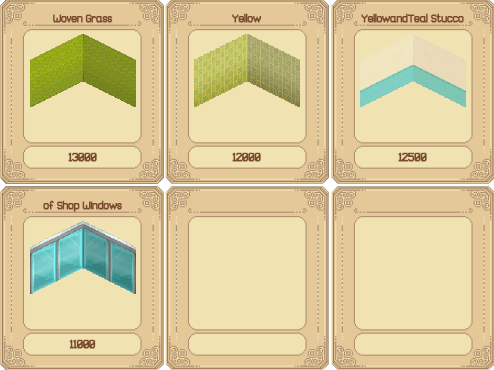 Woven Grass
Yellow
YellowandTeal Stucco
13000
12000
12500
of Shop Windows
11000